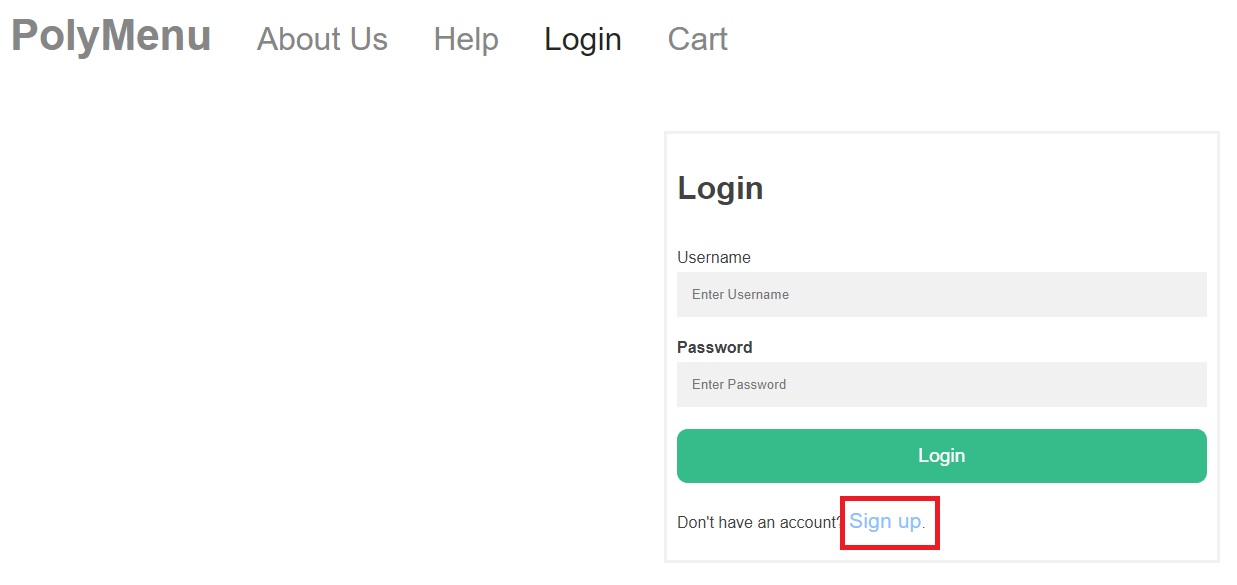 PolyMenu About Us Help Login Cart
Login
Username
Enter Username
Password
Enter Password
Login
Don't have an account? Sign up.